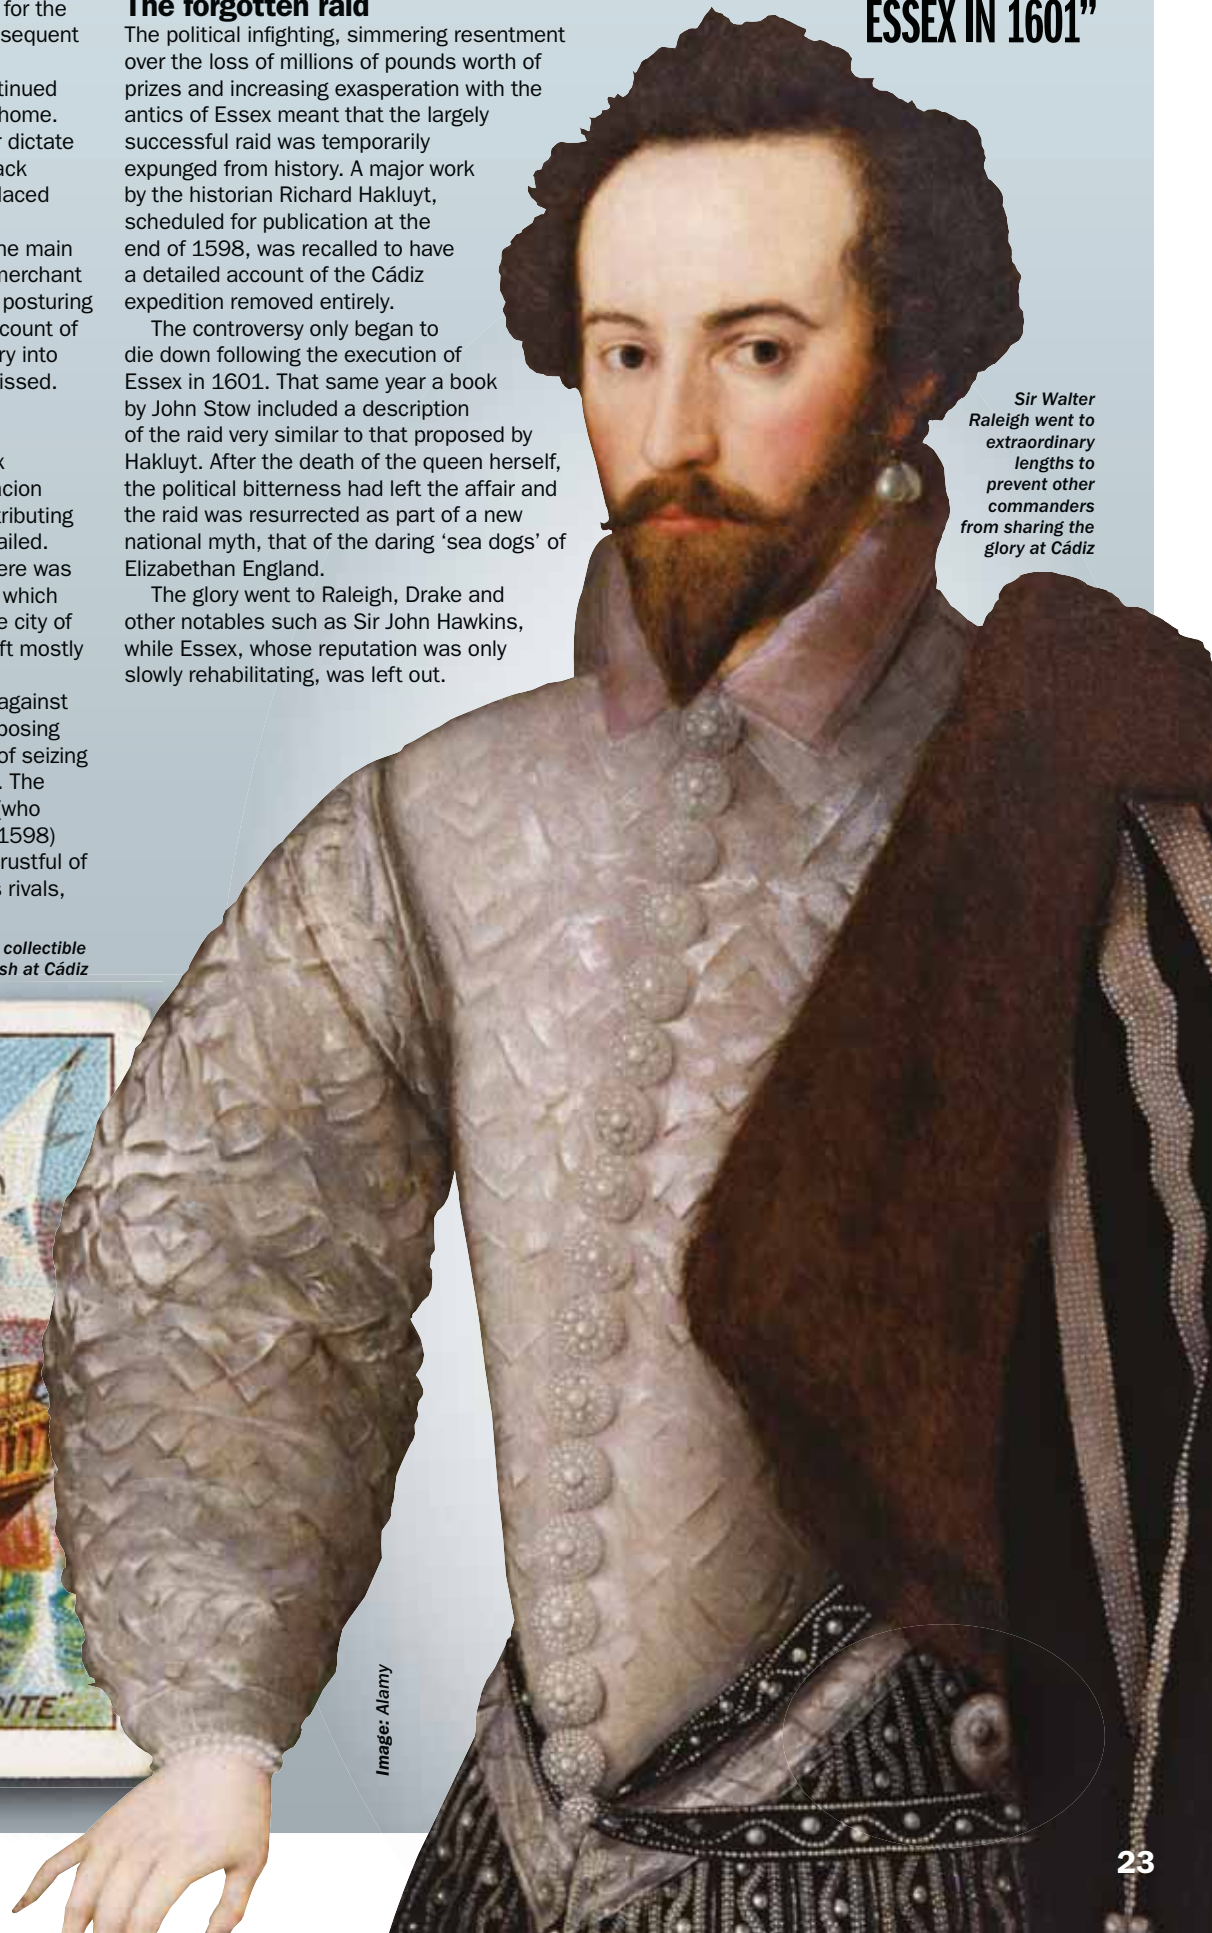 for the
sequent
tinued
home.
dictate
ack
laced
he main
merchant
posturing
count of
ry into
issed.
x
cion
tributing
ailed.
ere was
which
e city of
ft mostly
against
posing
of seizing
. The
(who
1598)
rustful of
s rivals,
collectible
sh at Cádiz
The forgotten raid
The political infighting, simmering resentment
over the loss of millions of pounds worth of
prizes and increasing exasperation with the
antics of Essex meant that the largely
successful raid was temporarily
expunged from history. A major work
by the historian Richard Hakluyt,
scheduled for publication at the
end of 1598, was recalled to have
a detailed account of the Cádiz
expedition removed entirely.
The controversy only began to
die down following the execution of
Essex in 1601. That same year a book
by John Stow included a description
of the raid very similar to that proposed by
Hakluyt. After the death of the queen herself,
the political bitterness had left the affair and
the raid was resurrected as part of a new
national myth, that of the daring ‘sea dogs’ of
Elizabethan England.
The glory went to Raleigh, Drake and
other notables such as Sir John Hawkins,
while Essex, whose reputation was only
slowly rehabilitating, was left out.
ESSEX IN 1601”
Sir Walter
Raleigh went to
extraordinary
lengths to
prevent other
commanders
from sharing the
glory at Cádiz
Image: Alamy
23